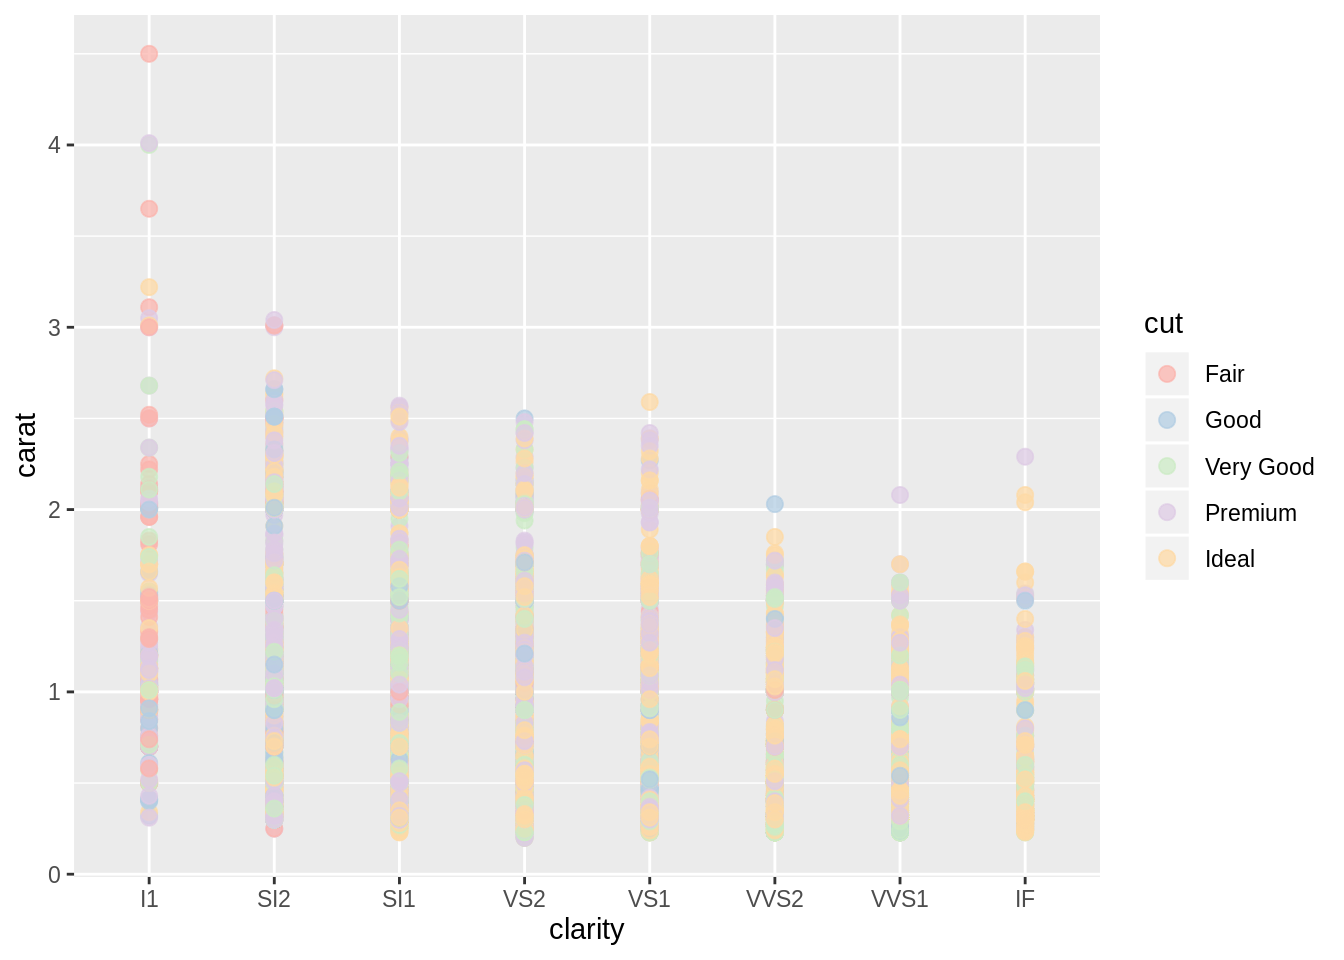 carat
4
3
2
1
0
I1 SI2 SI1 VS2 VS1 VVS2 VVS1 IF
clarity
cut
Fair
Good
Very Good
Premium
Ideal